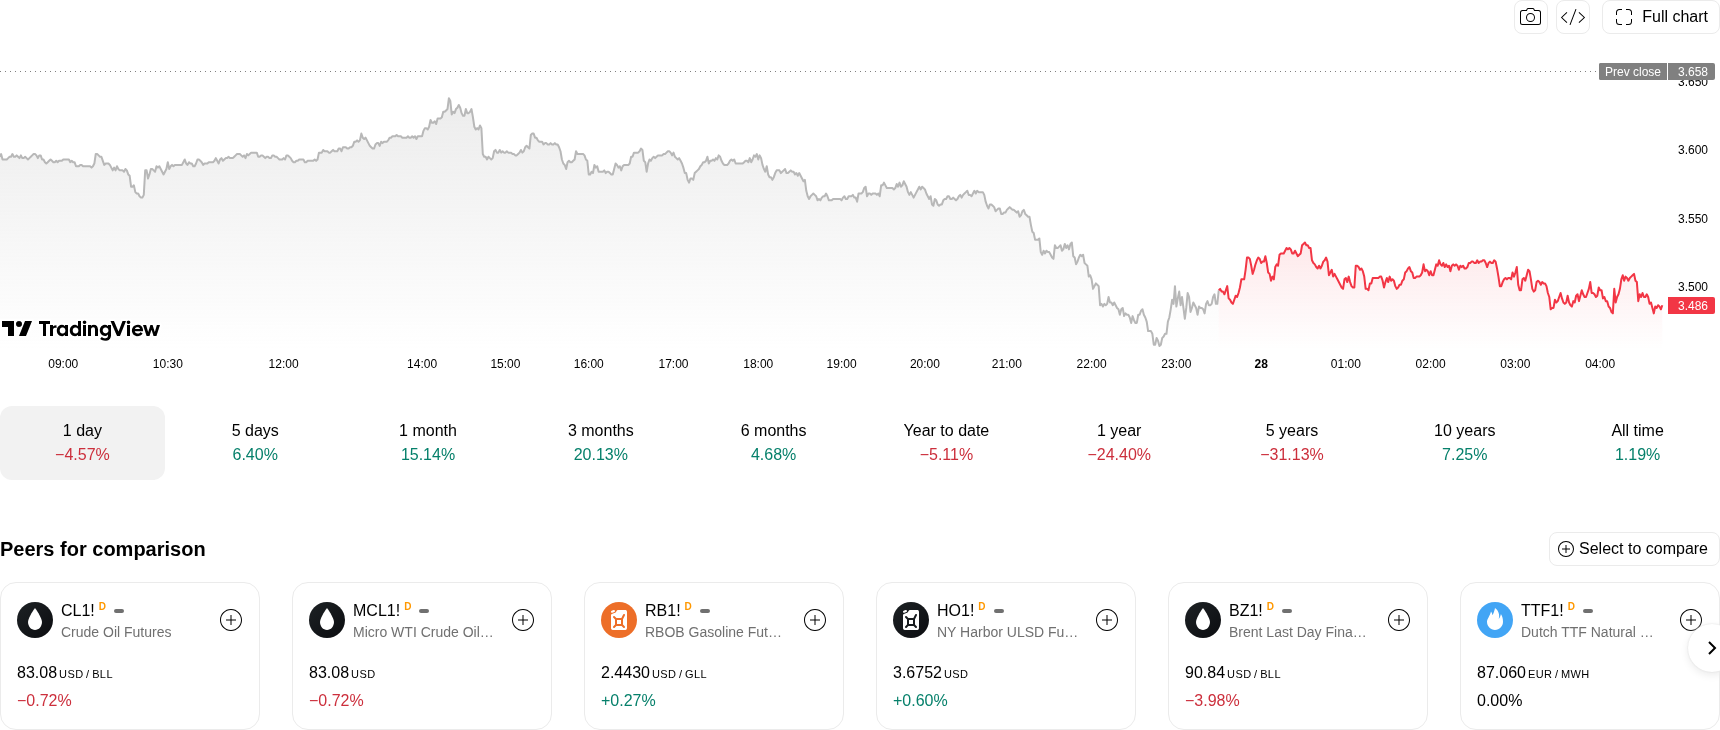 Full chart
Prev close 3.658
3.650
3.600
3.550
3.500
3.486
TradingView
09:00 10:30 12:00 14:00 15:00 16:00 17:00 18:00 19:00 20:00 21:00 22:00 23:00 28 01:00 02:00 03:00 04:00
1 day 5 days 1 month 3 months 6 months Year to date 1 year 5 years 10 years All time
−4.57% 6.40% 15.14% 20.13% 4.68% −5.11% −24.40% −31.13% 7.25% 1.19%
Peers for comparison
Select to compare
CL1! D
Crude Oil Futures
83.08 USD / BLL
−0.72%
MCL1! D
Micro WTI Crude Oil…
83.08 USD
−0.72%
RB1! D
RBOB Gasoline Fut…
2.4430 USD / GLL
+0.27%
HO1! D
NY Harbor ULSD Fu…
3.6752 USD
+0.60%
BZ1! D
Brent Last Day Fina…
90.84 USD / BLL
−3.98%
TTF1! D
Dutch TTF Natural …
87.060 EUR / MWH
0.00%